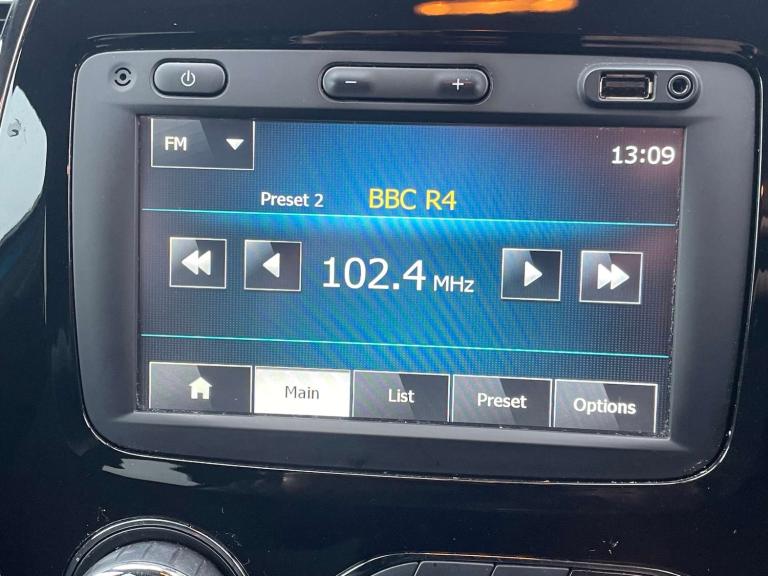 − +
FM
13:09
Preset 2 BBC R4
102.4 MHz
Main List Preset Options